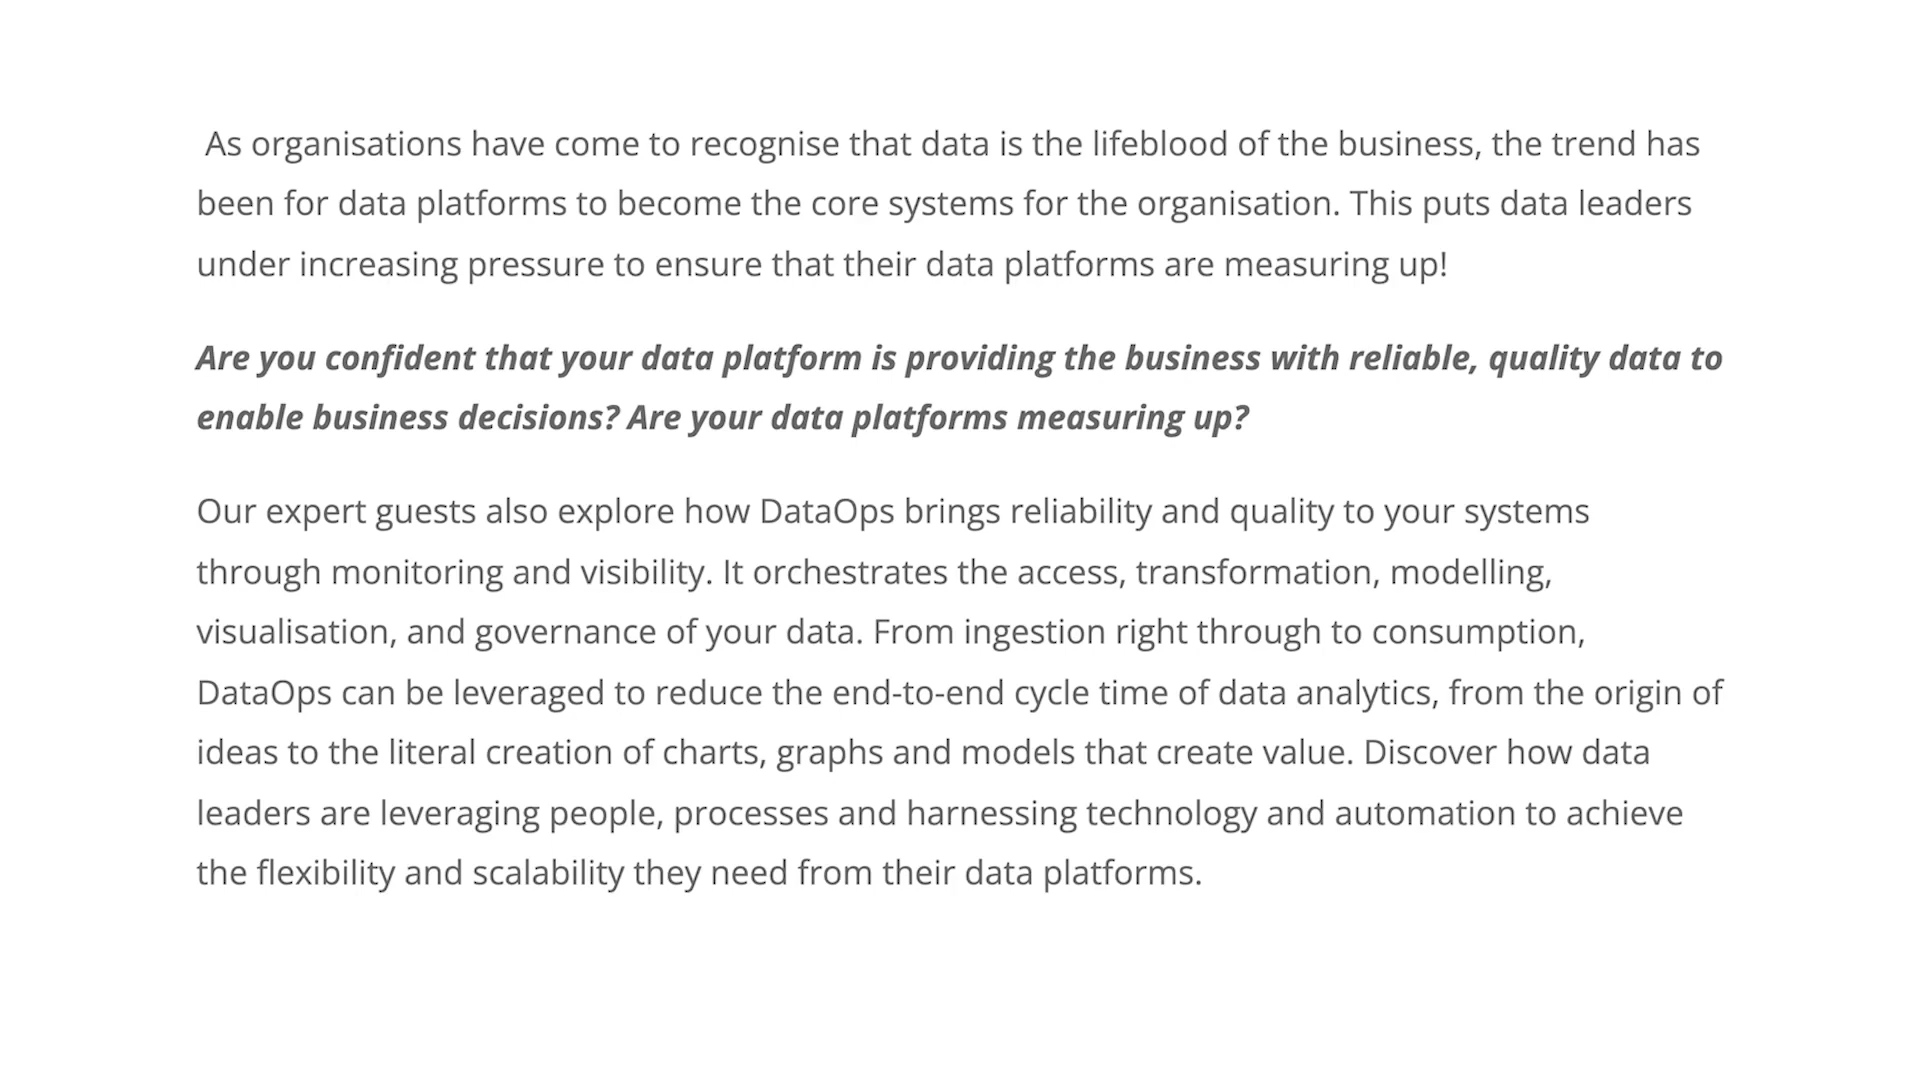 As organisations have come to recognise that data is the lifeblood of the business, the trend has
been for data platforms to become the core systems for the organisation. This puts data leaders
under increasing pressure to ensure that their data platforms are measuring up!
Are you confident that your data platform is providing the business with reliable, quality data to
enable business decisions? Are your data platforms measuring up?
Our expert guests also explore how DataOps brings reliability and quality to your systems
through monitoring and visibility. It orchestrates the access, transformation, modelling,
visualisation, and governance of your data. From ingestion right through to consumption,
DataOps can be leveraged to reduce the end-to-end cycle time of data analytics, from the origin of
ideas to the literal creation of charts, graphs and models that create value. Discover how data
leaders are leveraging people, processes and harnessing technology and automation to achieve
the flexibility and scalability they need from their data platforms.